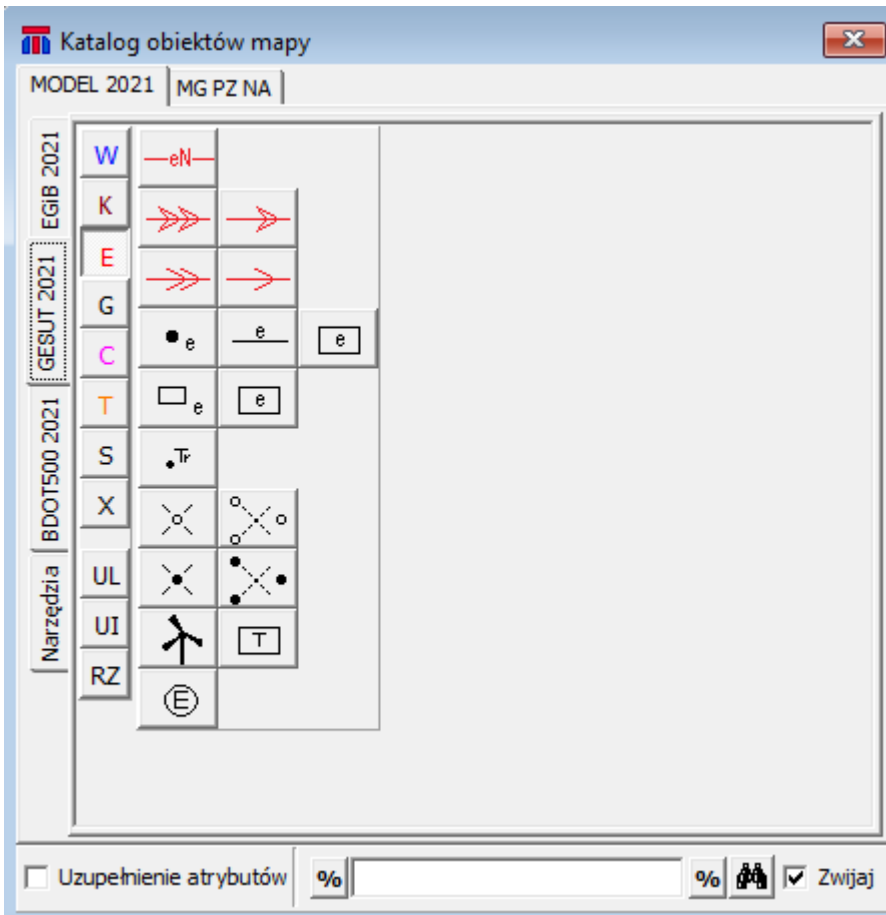 Katalog obiektów mapy
MODEL 2021
MG PZ NA
EGiB 2021
GESUT 2021
BDOT500 2021
Narzędzia
W
K
E
G
C
T
S
X
UL
UI
RZ
eN
e
e
e
e
e
Tr
T
E
Uzupełnienie atrybutów
%
%
Zwijaj